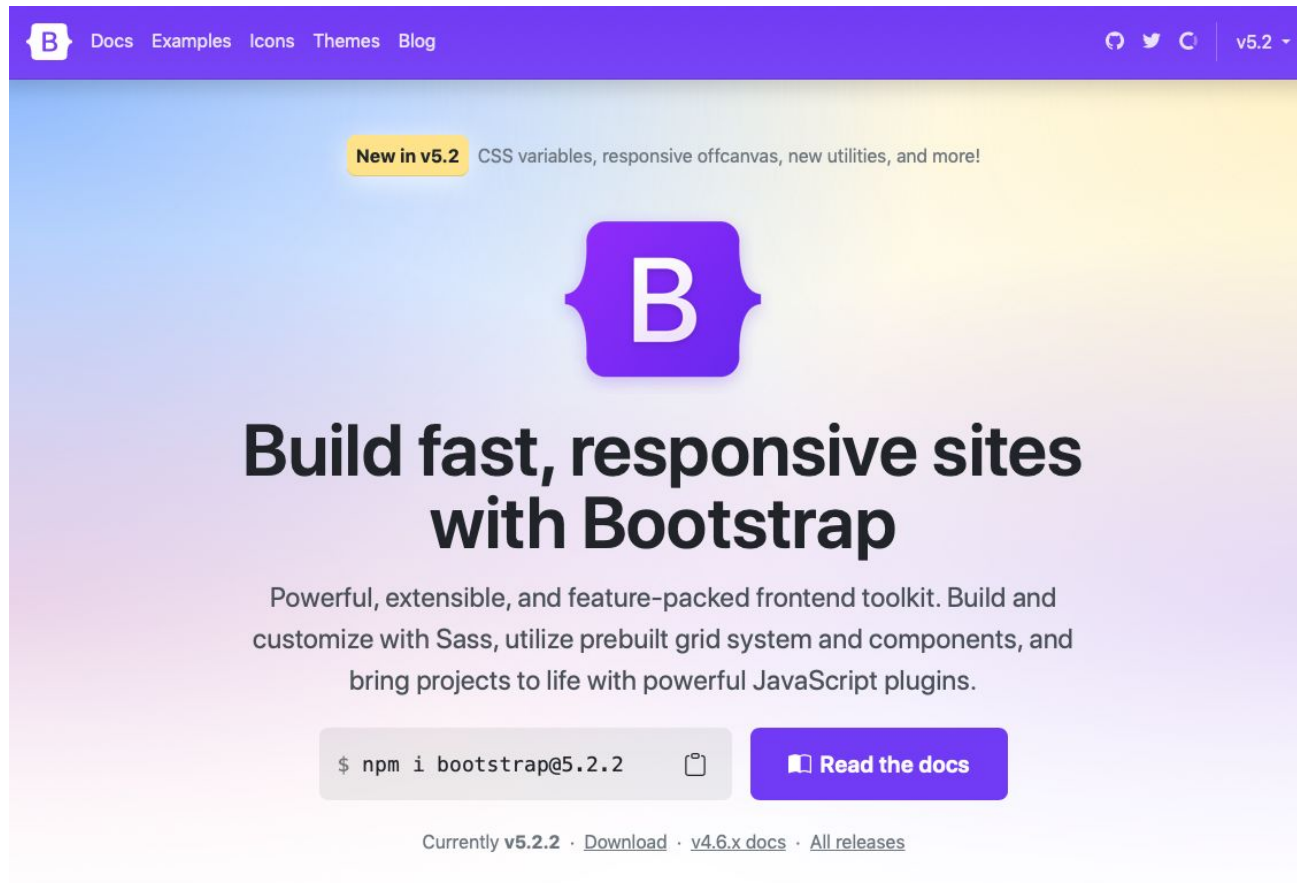 B Docs Examples Icons Themes Blog v5.2
New in v5.2 CSS variables, responsive offcanvas, new utilities, and more!
B
Build fast, responsive sites
with Bootstrap
Powerful, extensible, and feature-packed frontend toolkit. Build and
customize with Sass, utilize prebuilt grid system and components, and
bring projects to life with powerful JavaScript plugins.
$ npm i bootstrap@5.2.2 Read the docs
Currently v5.2.2 · Download · v4.6.x docs · All releases